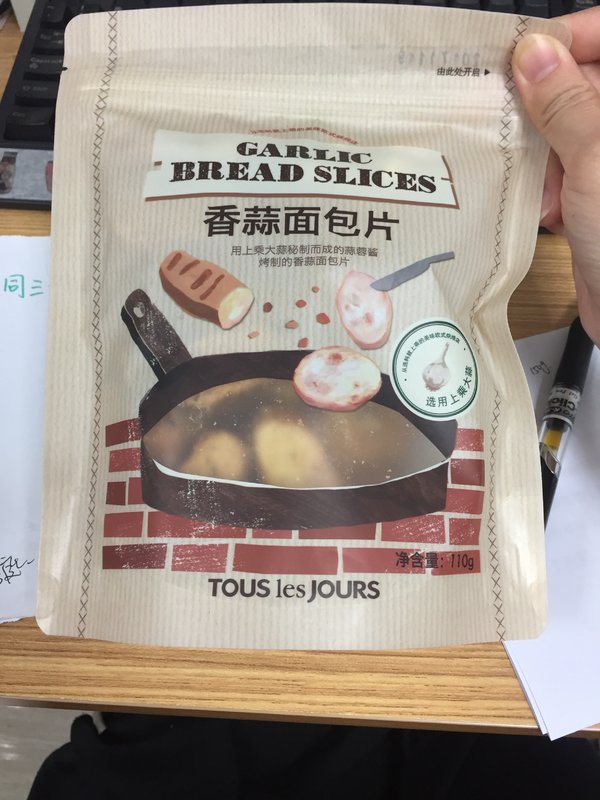 由此处开启 ▶
GARLIC
BREAD SLICES
香蒜面包片
用上乘大蒜秘制而成的蒜蓉酱
烤制的香蒜面包片
选用上乘大蒜
净含量：110g
TOUS les JOURS
同三